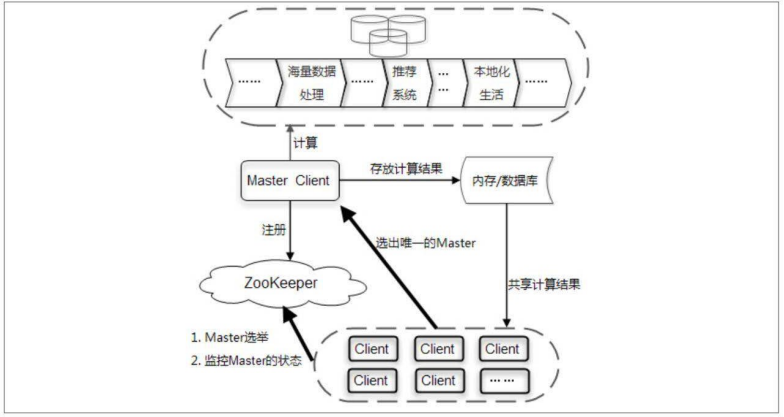 …… 海量数据处理 …… 推荐系统 …… 本地化生活 ……
计算
Master Client
存放计算结果
内存/数据库
注册
选出唯一的Master
ZooKeeper
共享计算结果
1. Master选举
2. 监控Master的状态
Client Client Client
Client Client ……